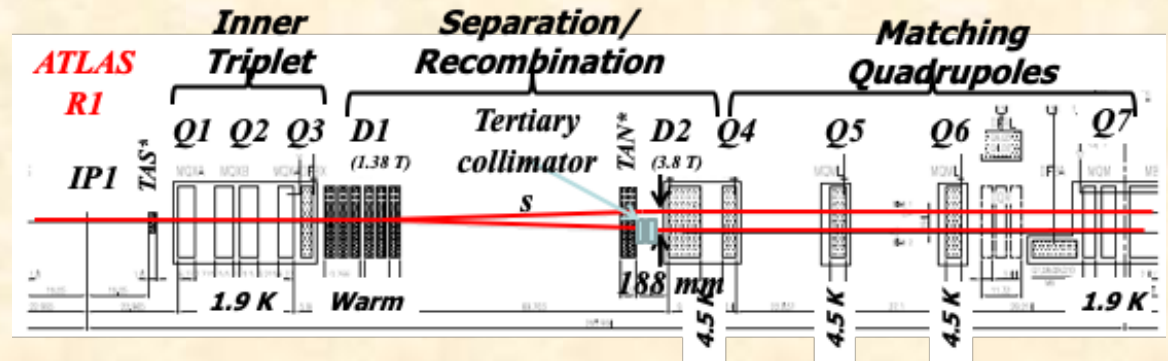 Inner
Triplet
Separation/
Recombination
Matching
Quadrupoles
ATLAS
R1
Q1 Q2 Q3 D1
(1.38 T)
Tertiary
collimator
s
TAN*
D2
(3.8 T)
Q4
Q5
Q6
Q7
IP1
TAS*
MQXA
MQXB
188 mm
1.9 K
Warm
4.5 K
4.5 K
4.5 K
1.9 K